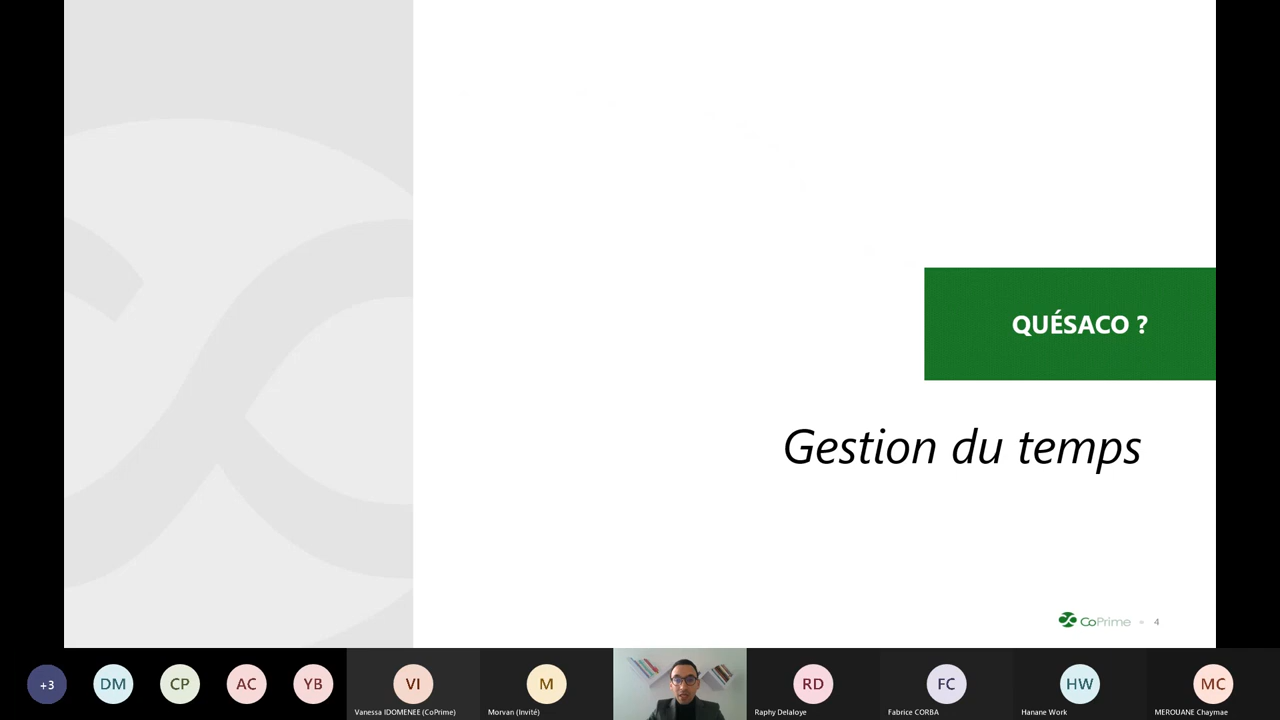 QUÉSACO ?
Gestion du temps
CoPrime 4
+3
DM
CP
AC
YB
VI
M
RD
FC
HW
MC
Vanessa IDOMENEE (CoPrime)
Morvan (Invité)
Raphy Delaloye
Fabrice CORBA
Hanane Work
MEROUANE Chaymae